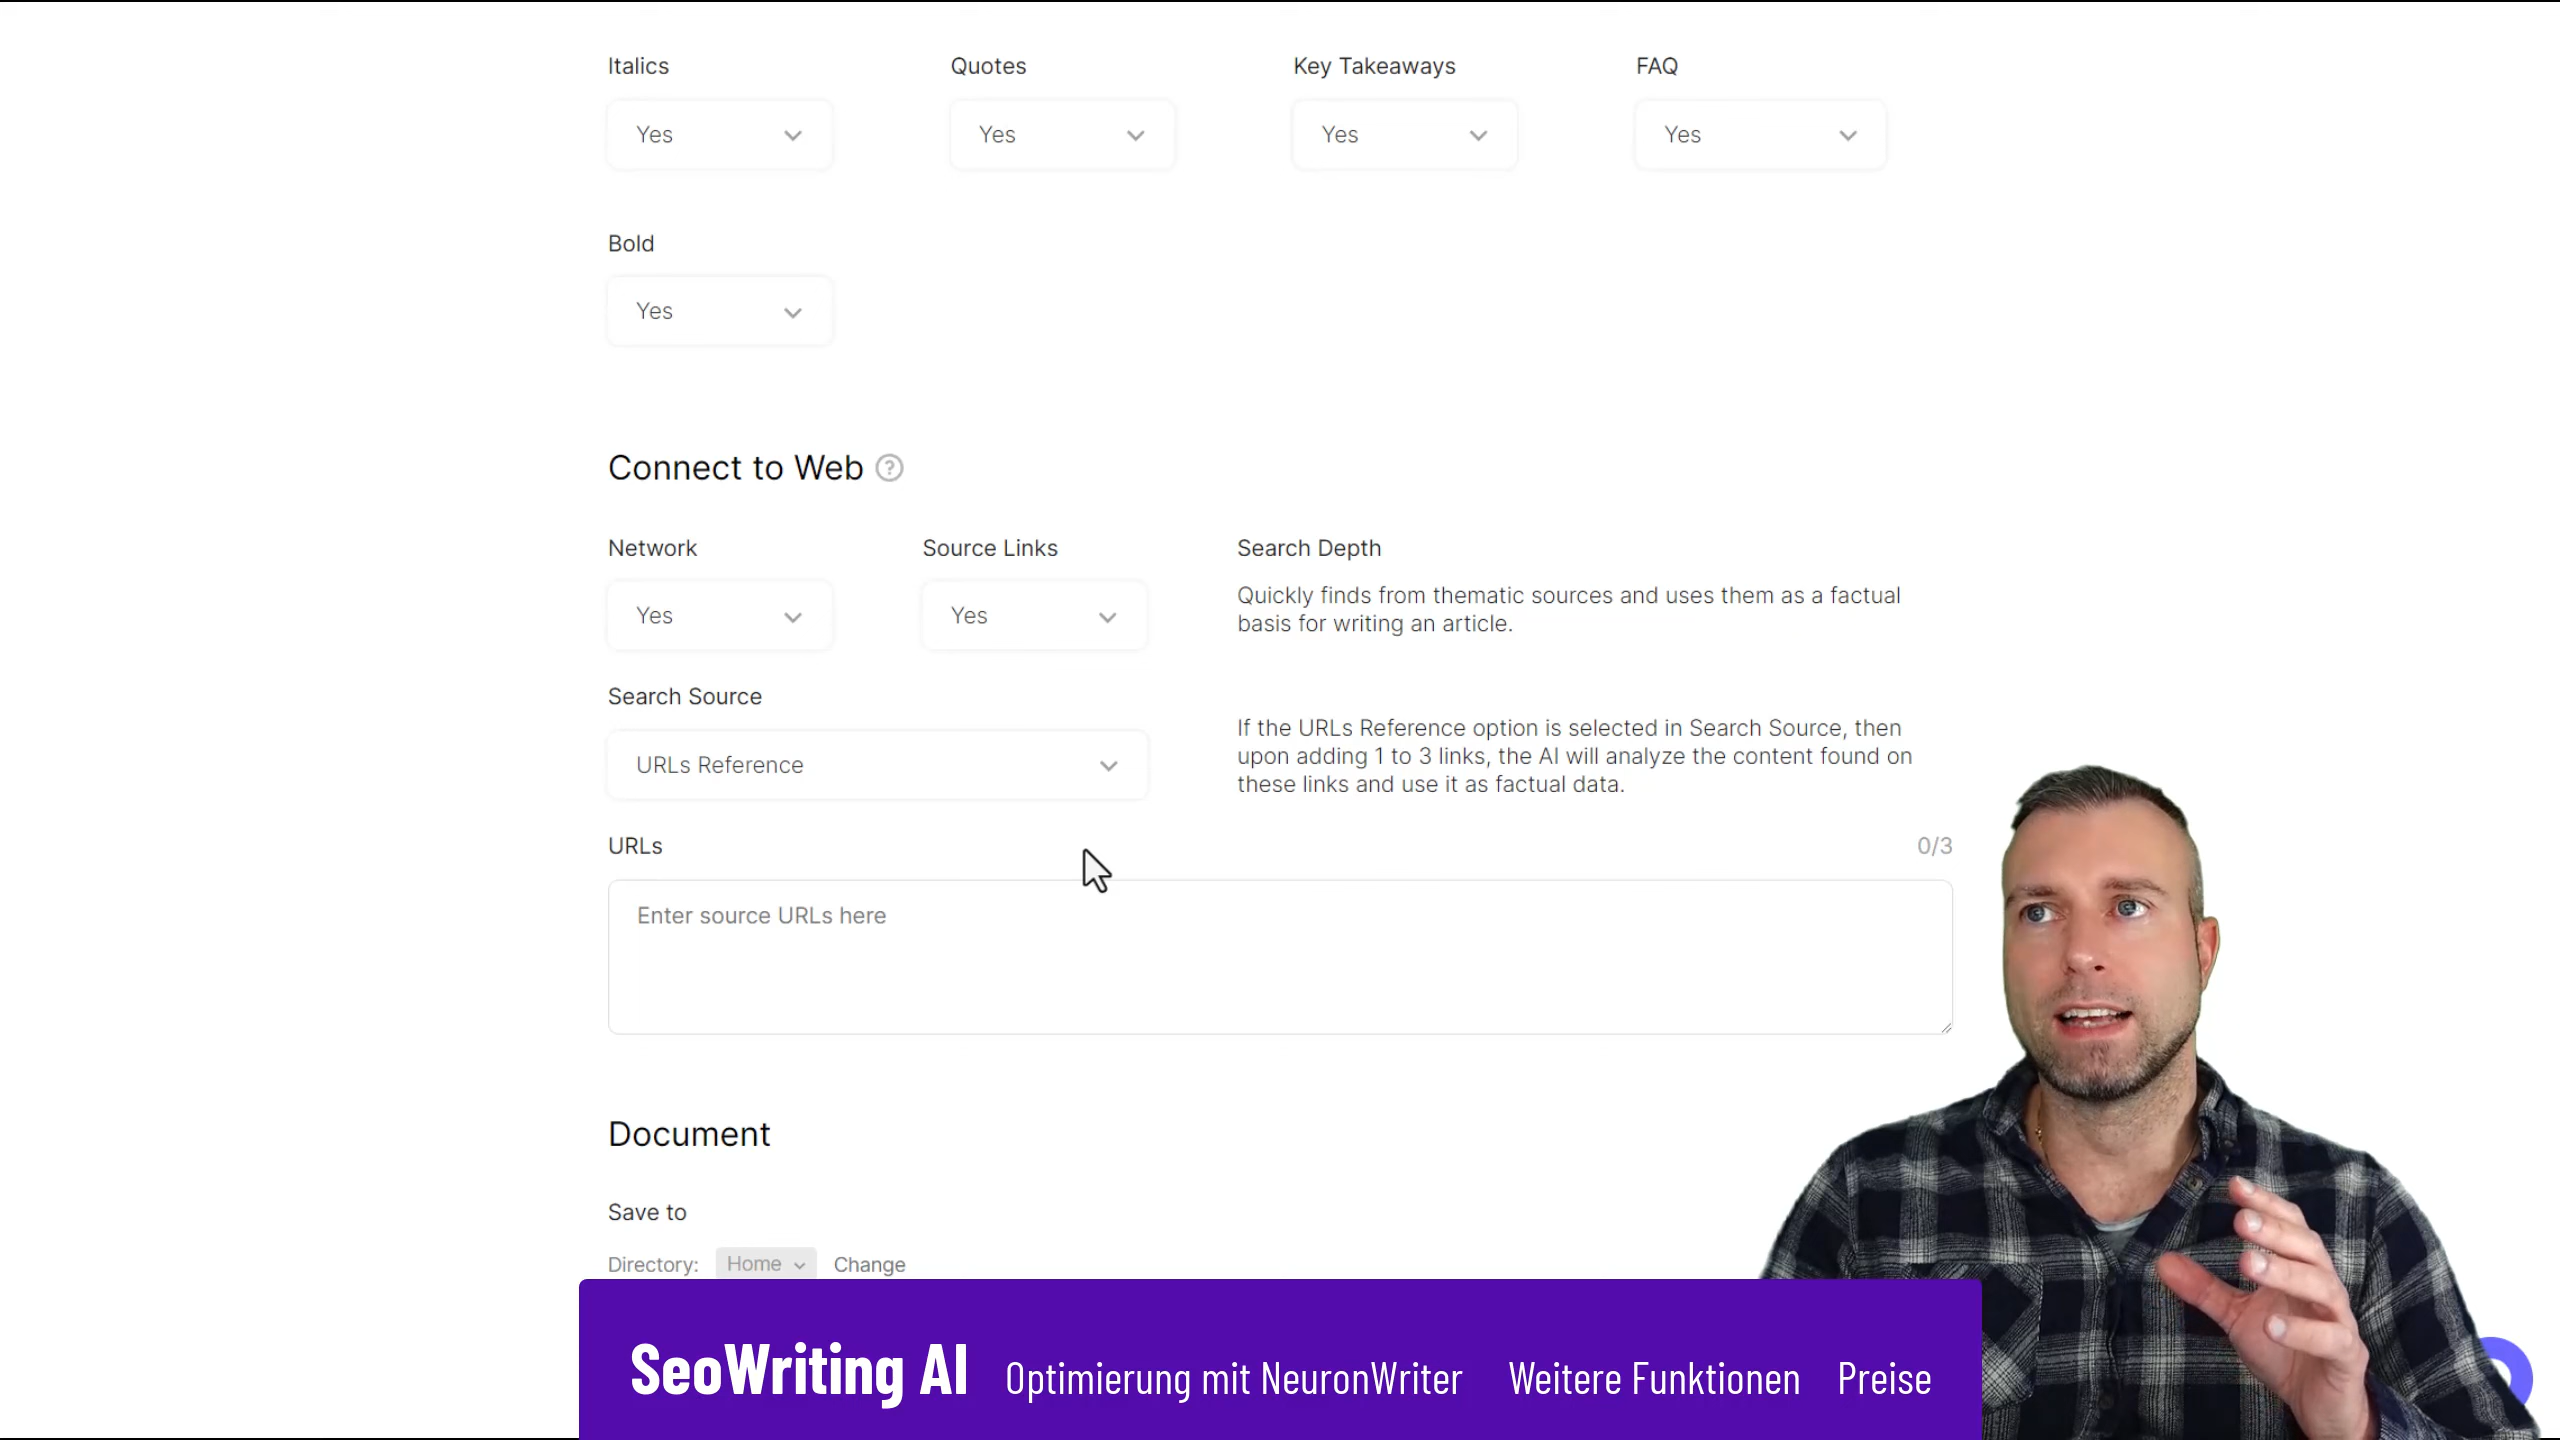 Italics
Quotes
Key Takeaways
FAQ
Yes
Yes
Yes
Yes
Bold
Yes
Connect to Web ?
Network
Source Links
Search Depth
Yes
Yes
Quickly finds from thematic sources and uses them as a factual
basis for writing an article.
Search Source
URLs Reference
If the URLs Reference option is selected in Search Source, then
upon adding 1 to 3 links, the AI will analyze the content found on
these links and use it as factual data.
URLs
0/3
Enter source URLs here
Document
Save to
Directory: Home Change
SeoWriting AI Optimierung mit NeuronWriter Weitere Funktionen Preise